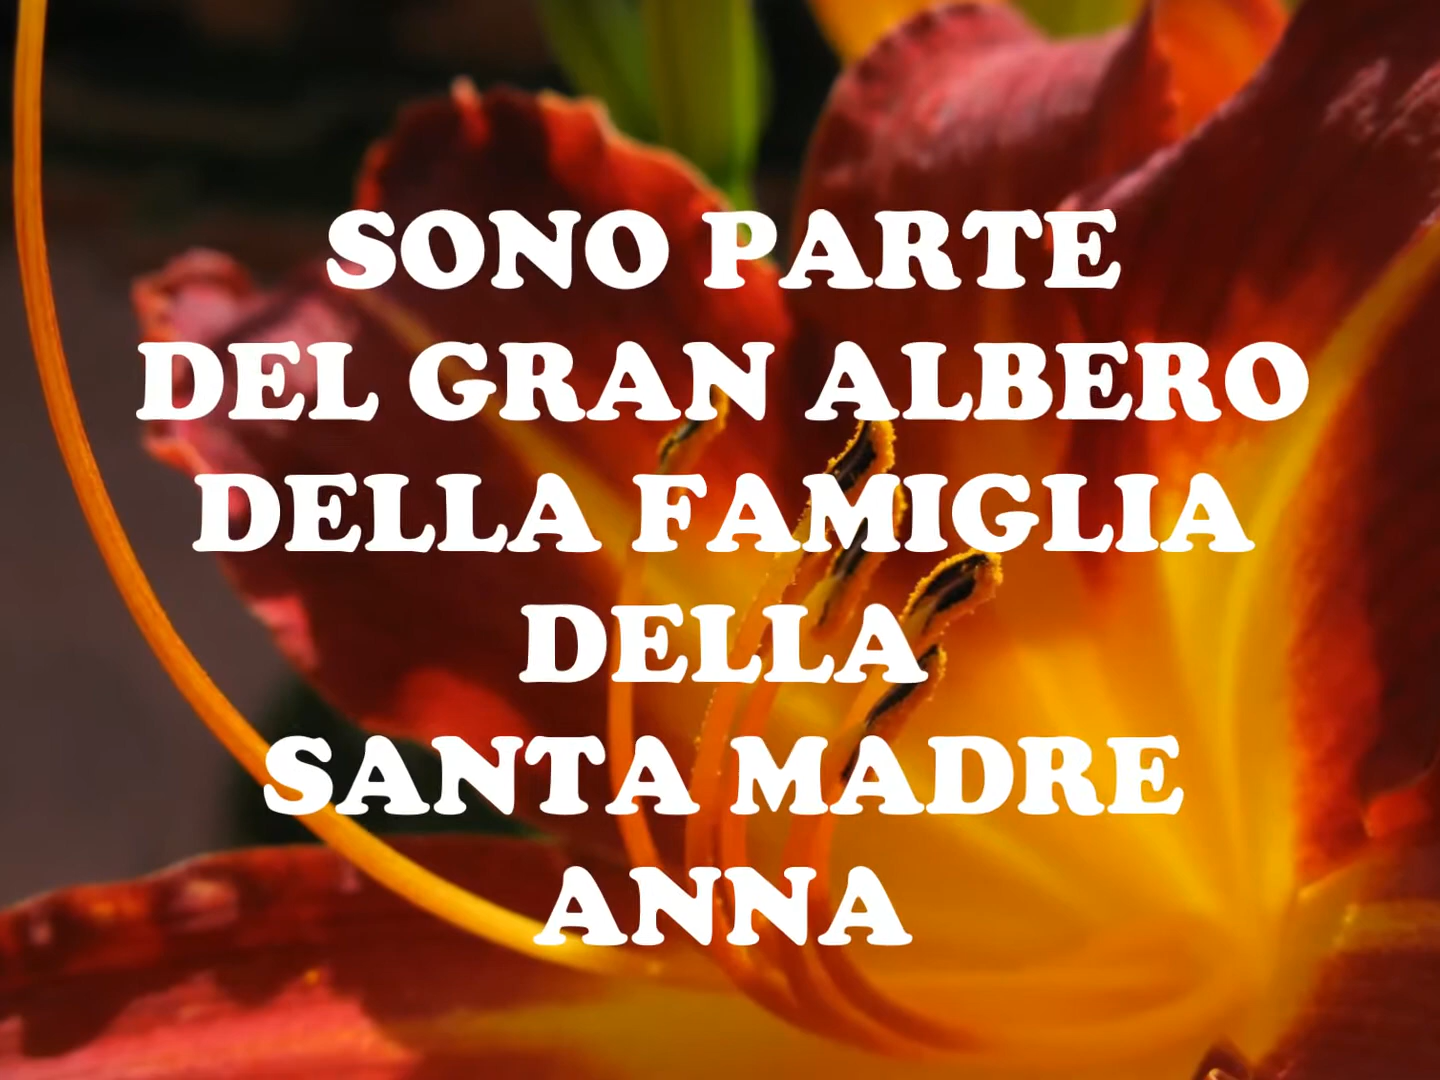 SONO PARTE
DEL GRAN ALBERO
DELLA FAMIGLIA
DELLA
SANTA MADRE
ANNA